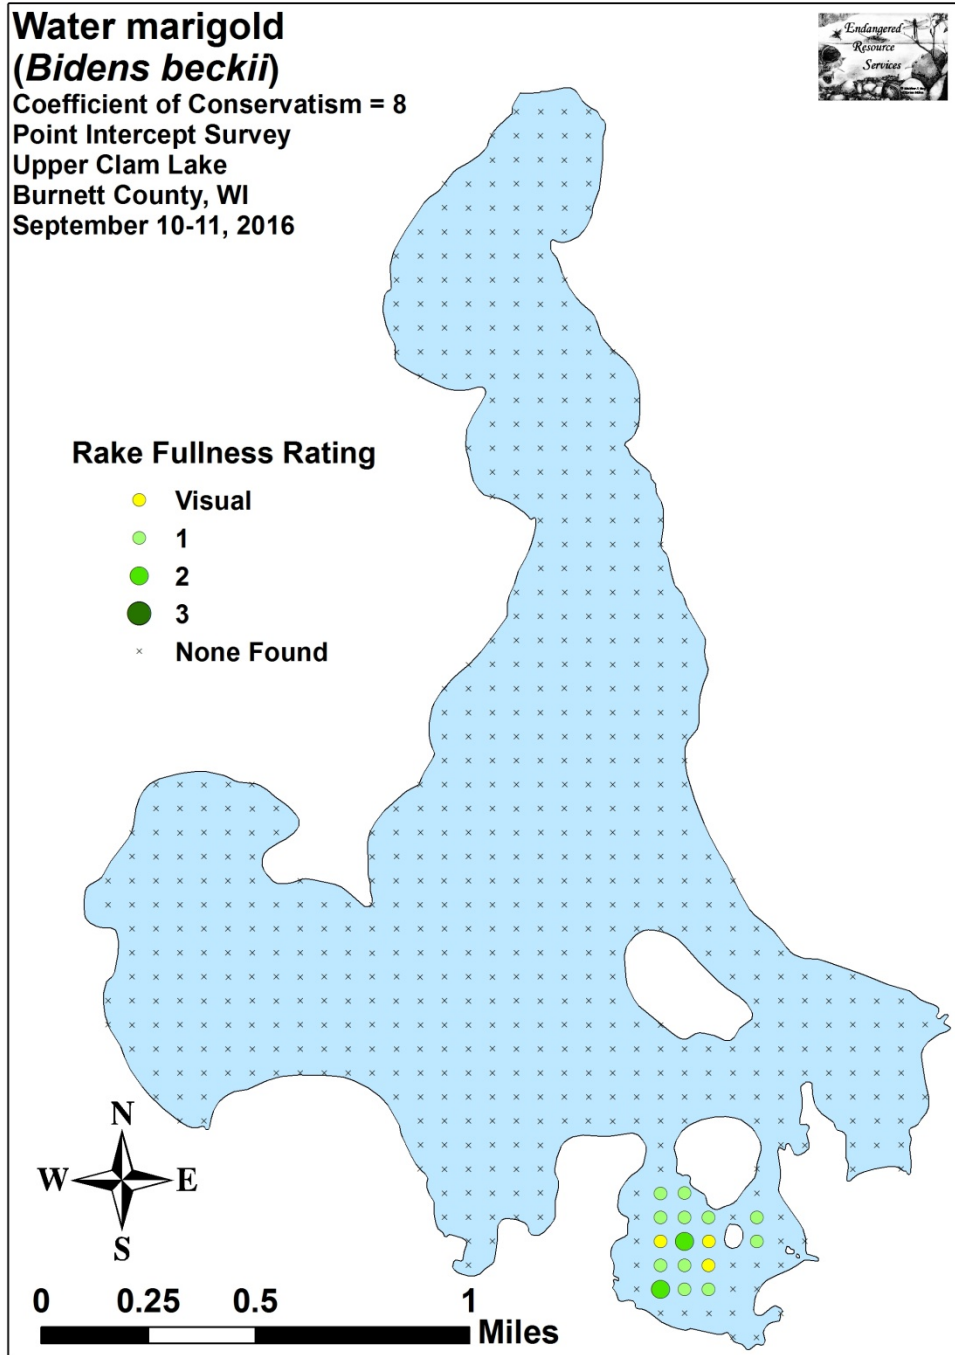 Water marigold
(Bidens beckii)
Coefficient of Conservatism = 8
Point Intercept Survey
Upper Clam Lake
Burnett County, WI
September 10-11, 2016
Endangered
Resource
Services
Rake Fullness Rating
Visual
1
2
3
None Found
N
W E
S
0 0.25 0.5 1
Miles